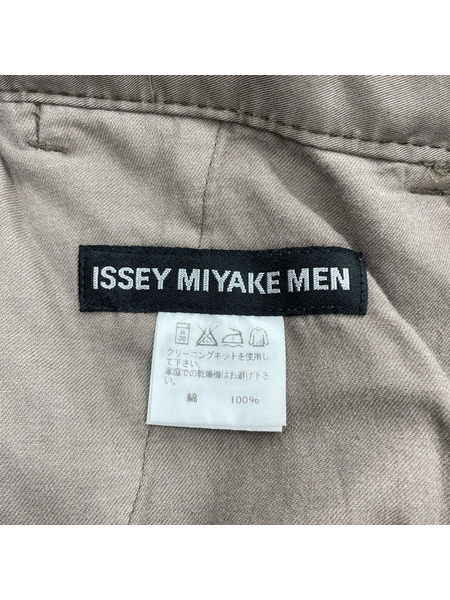 ISSEY MIYAKE MEN
クリーニングネットを使用し
て下さい。
家庭での乾燥機はお避け下さ
い。
綿 100%